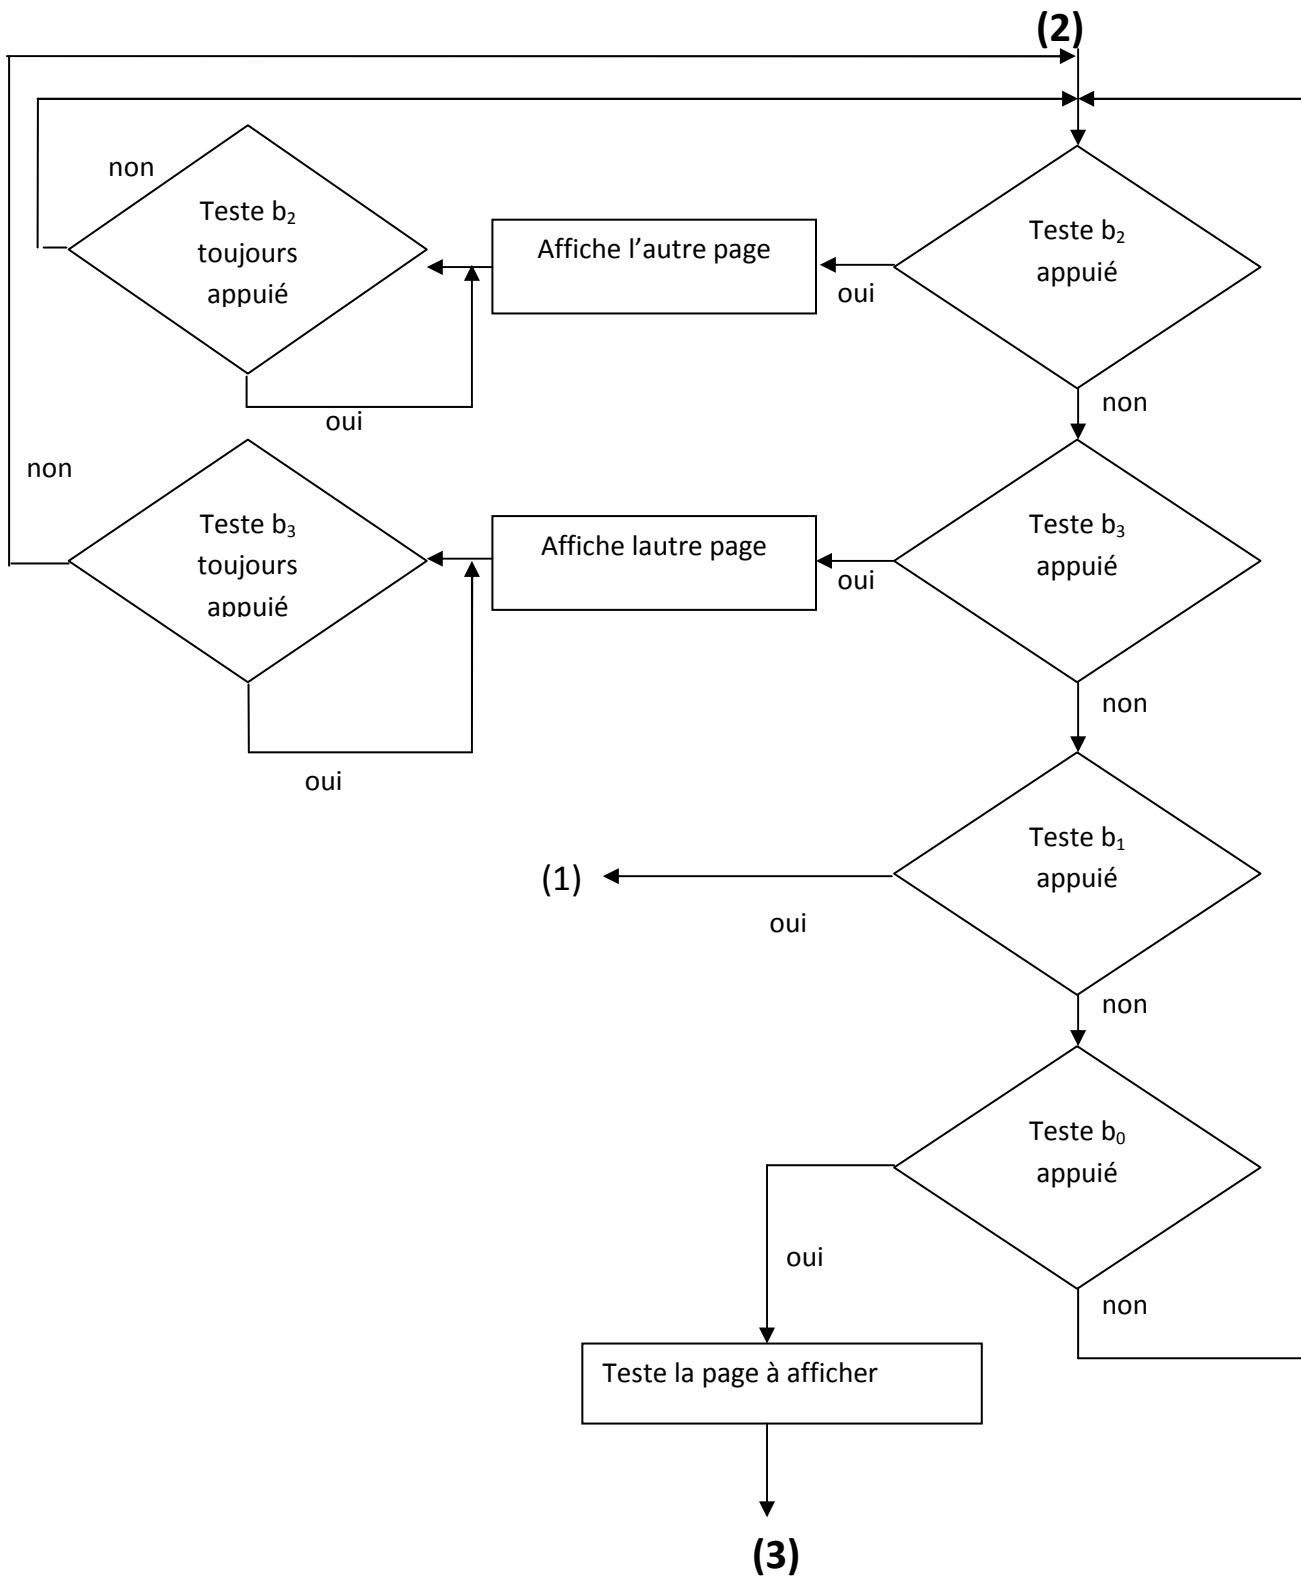 (2)
non
Teste b₂
toujours
appuié
Affiche l’autre page
Teste b₂
appuié
oui
oui
non
non
Teste b₃
toujours
appuié
Affiche lautre page
Teste b₃
appuié
oui
oui
non
Teste b₁
appuié
(1)
oui
non
Teste b₀
appuié
oui
non
Teste la page à afficher
(3)